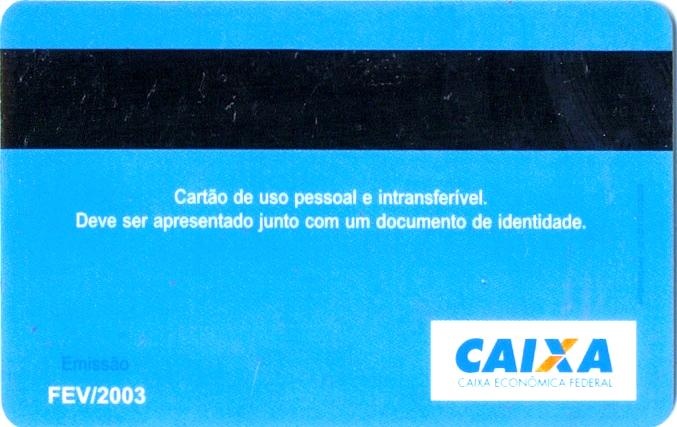 Cartão de uso pessoal e intransferível.
Deve ser apresentado junto com um documento de identidade.
Emissão
FEV/2003
CAIXA
CAIXA ECONÔMICA FEDERAL